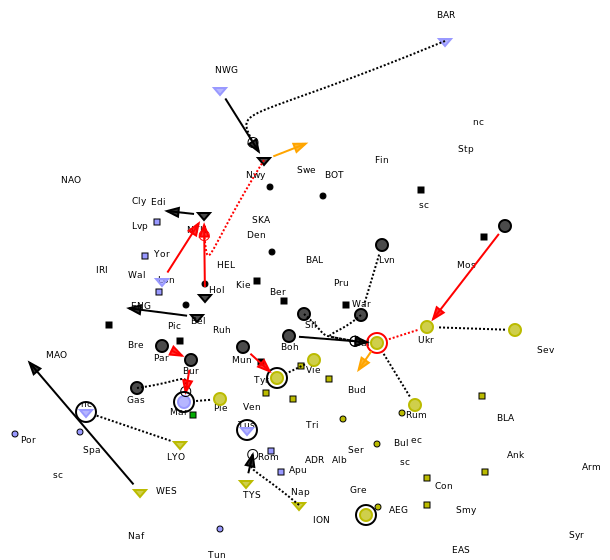 BAR
NWG
nc
Stp
Fin
Nwy
Swe
BOT
NAO
Cly
Edi
sc
SKA
Lvp
Den
Yor
BAL
Lvn
Mos
IRI
Wal
HEL
Kie
Pru
Hol
Ber
War
ENG
Bel
Pic
Ruh
Sil
Bre
Ukr
Sev
MAO
Par
Mun
Boh
Bur
Vie
Tyr
Bud
Gas
Pie
Ven
Mar
Rum
BLA
Tus
Tri
Por
Spa
LYO
Rom
Ser
Bul
ec
Ank
Apu
ADR
Alb
sc
Arm
sc
WES
TYS
Nap
Gre
Con
AEG
Smy
ION
Naf
Syr
Tun
EAS